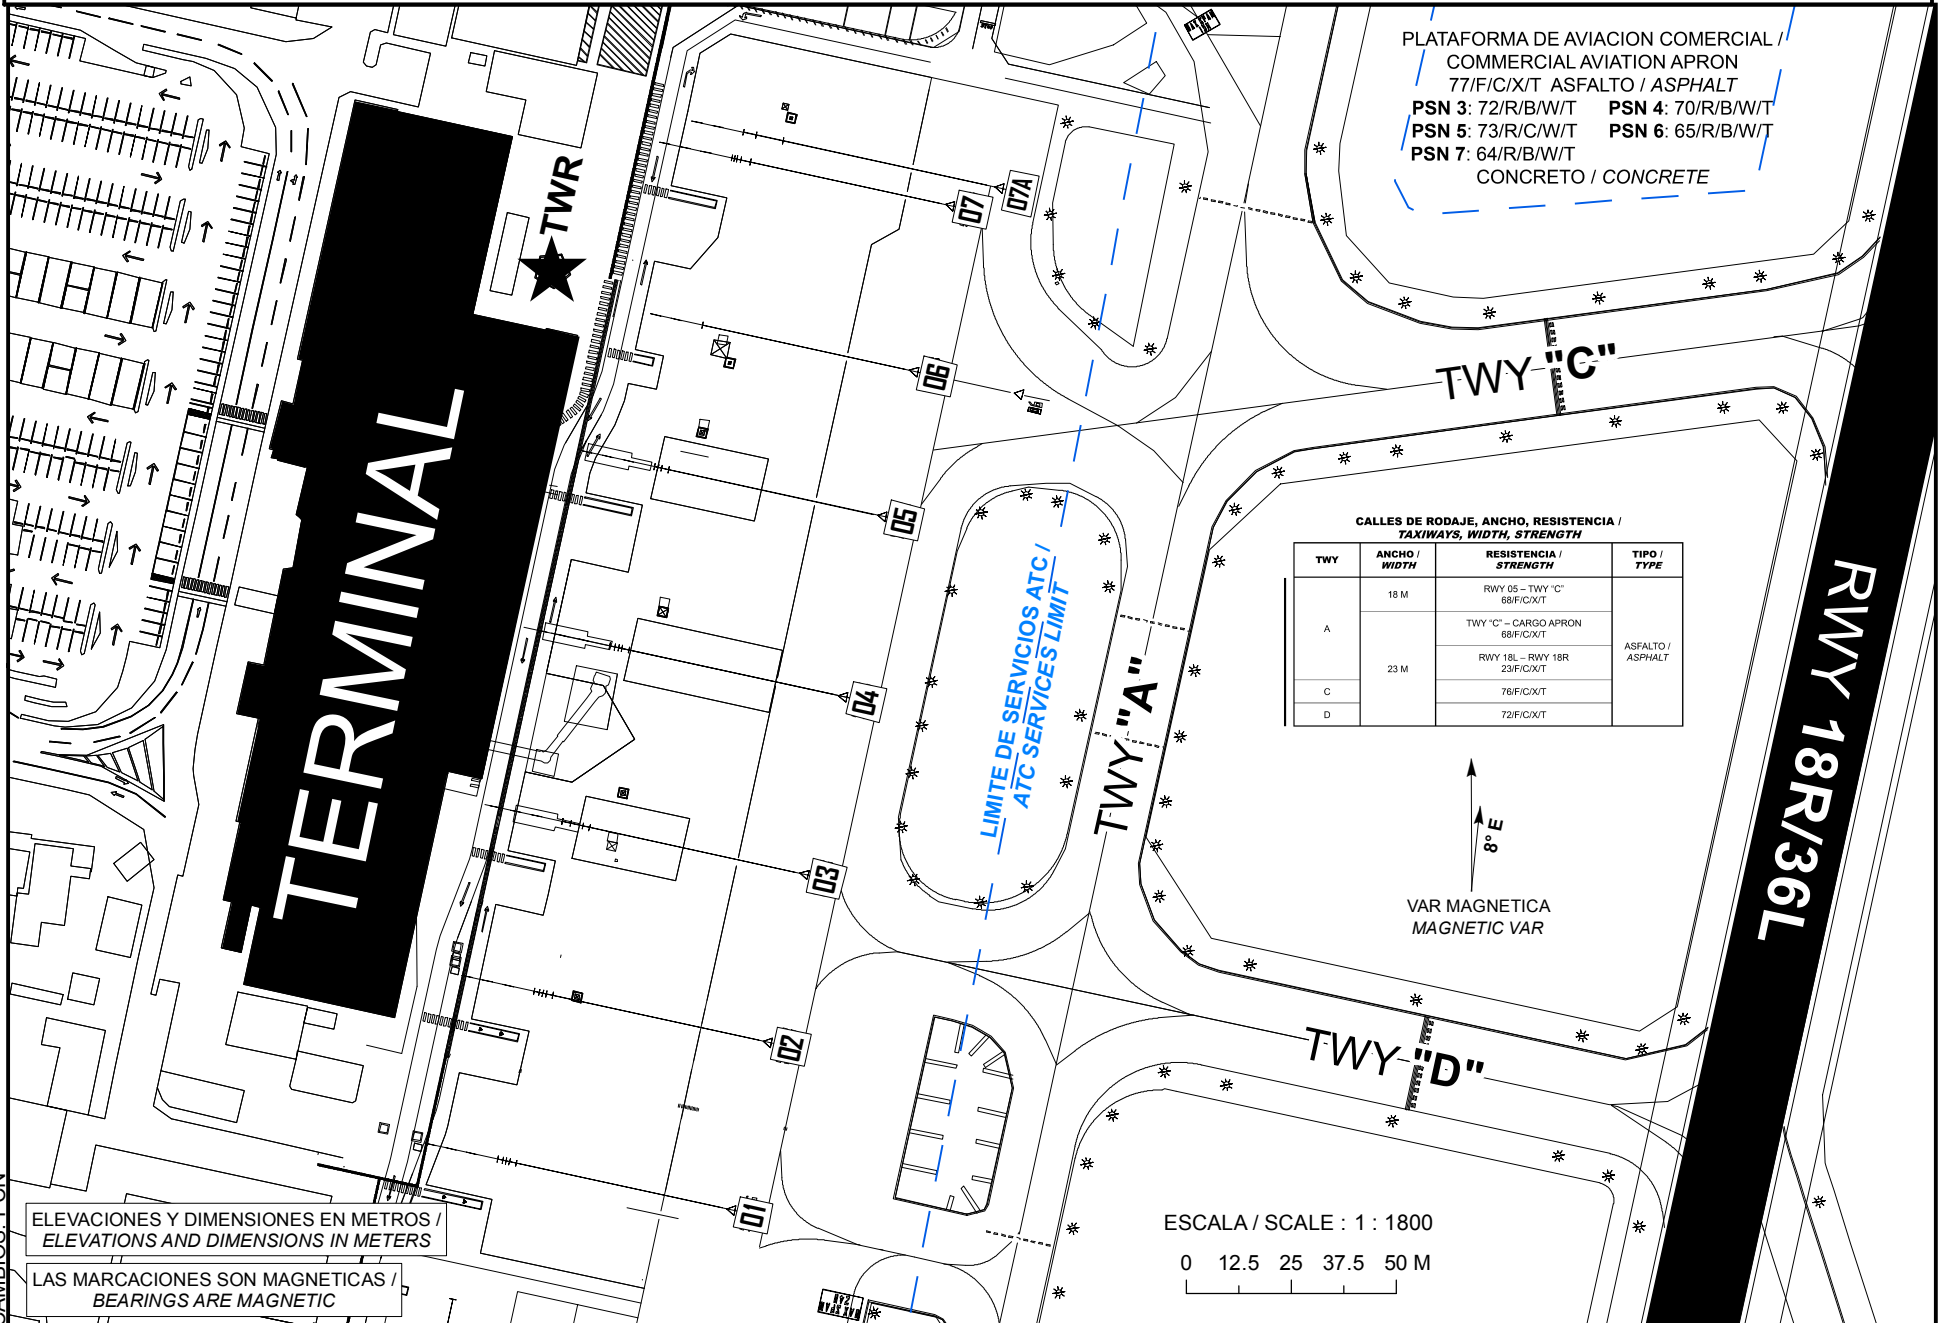 PLATAFORMA DE AVIACION COMERCIAL /
COMMERCIAL AVIATION APRON
77/F/C/X/T ASFALTO / ASPHALT
PSN 3: 72/R/B/W/T PSN 4: 70/R/B/W/T
PSN 5: 73/R/C/W/T PSN 6: 65/R/B/W/T
PSN 7: 64/R/B/W/T
CONCRETO / CONCRETE
TWR
TERMINAL
07A
07
06
05
04
03
02
01
TWY "C"
TWY "A"
TWY "D"
RWY 18R/36L
LIMITE DE SERVICIOS ATC /
ATC SERVICES LIMIT
CALLES DE RODAJE, ANCHO, RESISTENCIA /
TAXIWAYS, WIDTH, STRENGTH
TWY
ANCHO /
WIDTH
RESISTENCIA /
STRENGTH
TIPO /
TYPE
A
18 M
RWY 05 – TWY "C"
68/F/C/X/T
23 M
TWY "C" – CARGO APRON
68/F/C/X/T
RWY 18L – RWY 18R
23/F/C/X/T
ASFALTO /
ASPHALT
C
76/F/C/X/T
D
72/F/C/X/T
8° E
VAR MAGNETICA
MAGNETIC VAR
ESCALA / SCALE : 1 : 1800
0 12.5 25 37.5 50 M
ELEVACIONES Y DIMENSIONES EN METROS /
ELEVATIONS AND DIMENSIONS IN METERS
LAS MARCACIONES SON MAGNETICAS /
BEARINGS ARE MAGNETIC